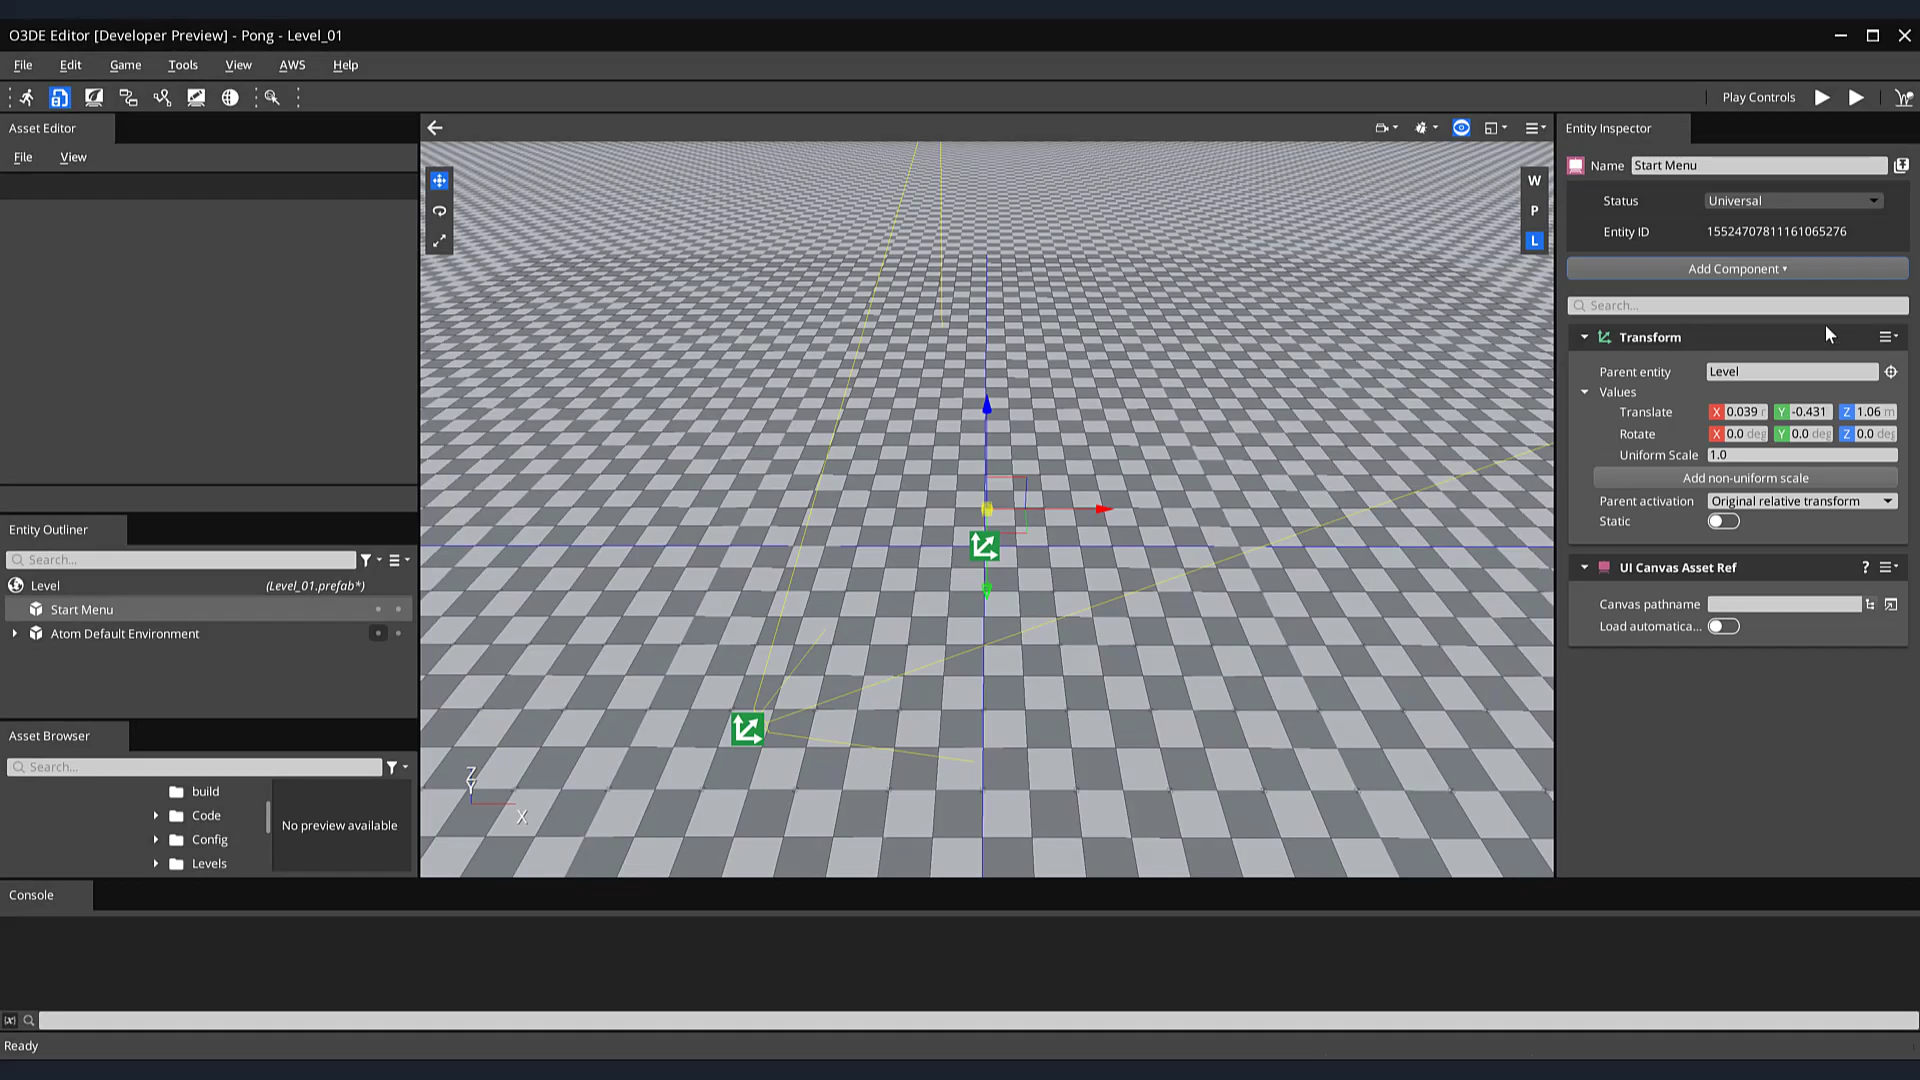 O3DE Editor [Developer Preview] - Pong - Level_01
File Edit Game Tools View AWS Help
Play Controls
Asset Editor
File View
Entity Outliner
Search...
Level (Level_01.prefab*)
Start Menu
Atom Default Environment
Asset Browser
Search...
build
Code
Config
Levels
No preview available
W
P
L
Z
Y
X
Entity Inspector
Name Start Menu
Status Universal
Entity ID 15524707811161065276
Add Component
Search...
Transform
Parent entity Level
Values
Translate X 0.039 Y -0.431 Z 1.06 m
Rotate X 0.0 deg Y 0.0 deg Z 0.0 deg
Uniform Scale 1.0
Add non-uniform scale
Parent activation Original relative transform
Static
UI Canvas Asset Ref ?
Canvas pathname
Load automatica...
Console
Ready